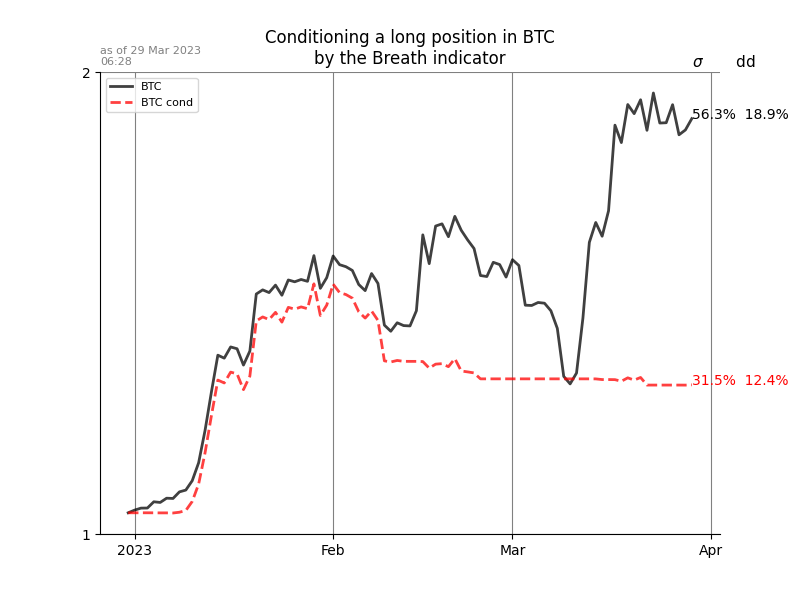 Conditioning a long position in BTC
by the Breath indicator
as of 29 Mar 2023
06:28
σ dd
BTC
BTC cond
2
56.3% 18.9%
31.5% 12.4%
1
2023 Feb Mar Apr